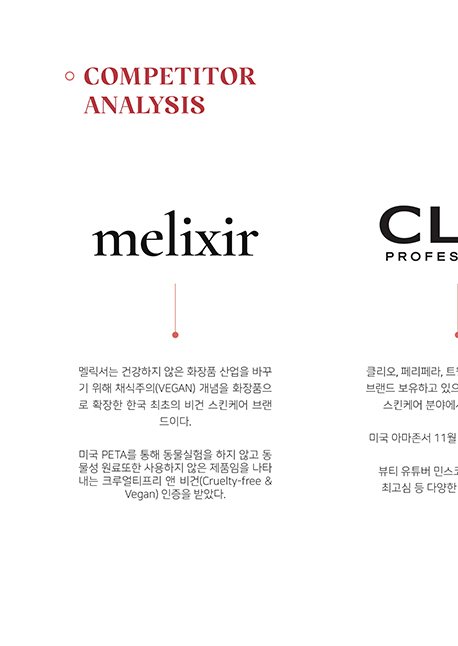 COMPETITOR
ANALYSIS
melixir
멜릭서는 건강하지 않은 화장품 산업을 바꾸
기 위해 채식주의(VEGAN) 개념을 화장품으
로 확장한 한국 최초의 비건 스킨케어 브랜
드이다.
미국 PETA를 통해 동물실험을 하지 않고 동
물성 원료또한 사용하지 않은 제품임을 나타
내는 크루얼티프리 앤 비건(Cruelty-free &
Vegan) 인증을 받았다.
CL
PROFES
클리오, 페리페라, 트
브랜드 보유하고 있으
스킨케어 분야에서
미국 아마존서 11월
뷰티 유튜버 민스코
최고심 등 다양한